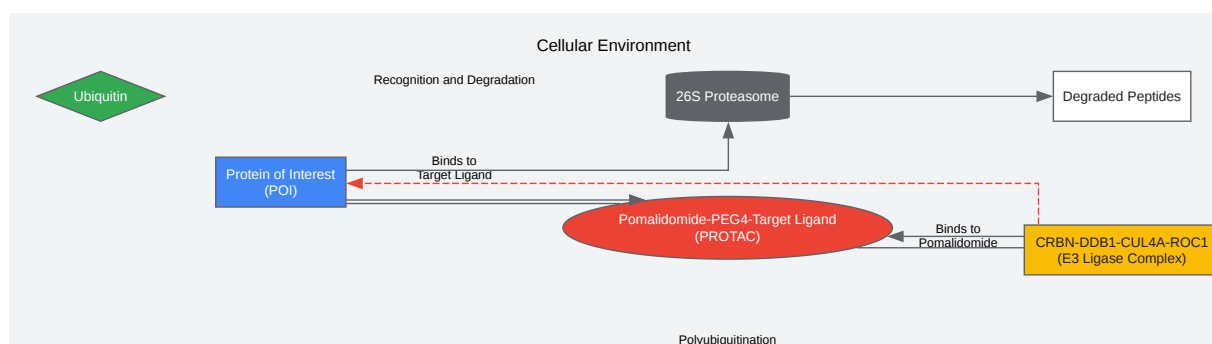 Cellular Environment
Recognition and Degradation
Ubiquitin
26S Proteasome
Degraded Peptides
Binds to
Target Ligand
Protein of Interest
(POI)
Pomalidomide-PEG4-Target Ligand
(PROTAC)
Binds to
Pomalidomide
CRBN-DDB1-CUL4A-ROC1
(E3 Ligase Complex)
Polyubiquitination